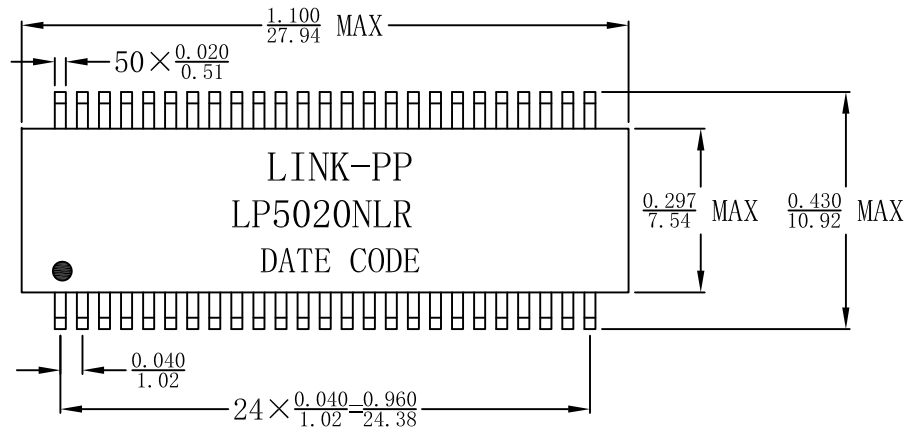 1.100
27.94 MAX
50×0.020
0.51
LINK-PP
LP5020NLR
DATE CODE
0.297
7.54 MAX
0.430
10.92 MAX
0.040
1.02
24×0.040=0.960
1.02 24.38